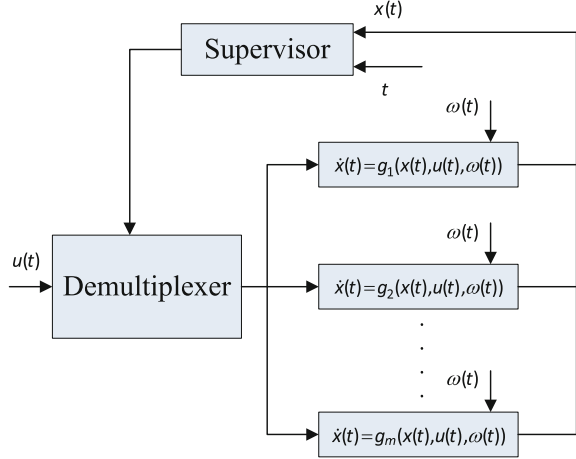 x(t)
Supervisor
t
ω(t)
ẋ(t)=g₁(x(t),u(t),ω(t))
u(t)
Demultiplexer
ω(t)
ẋ(t)=g₂(x(t),u(t),ω(t))
ω(t)
ẋ(t)=gₘ(x(t),u(t),ω(t))